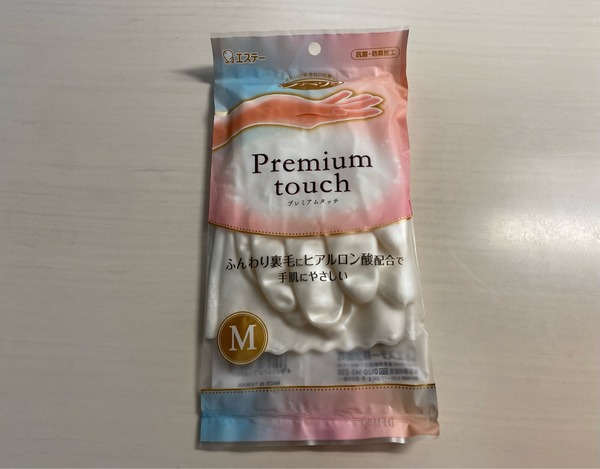 エステー
抗菌・防臭加工
Premium
touch
プレミアムタッチ
ふんわり裏毛にヒアルロン酸配合で
手肌にやさしい
M